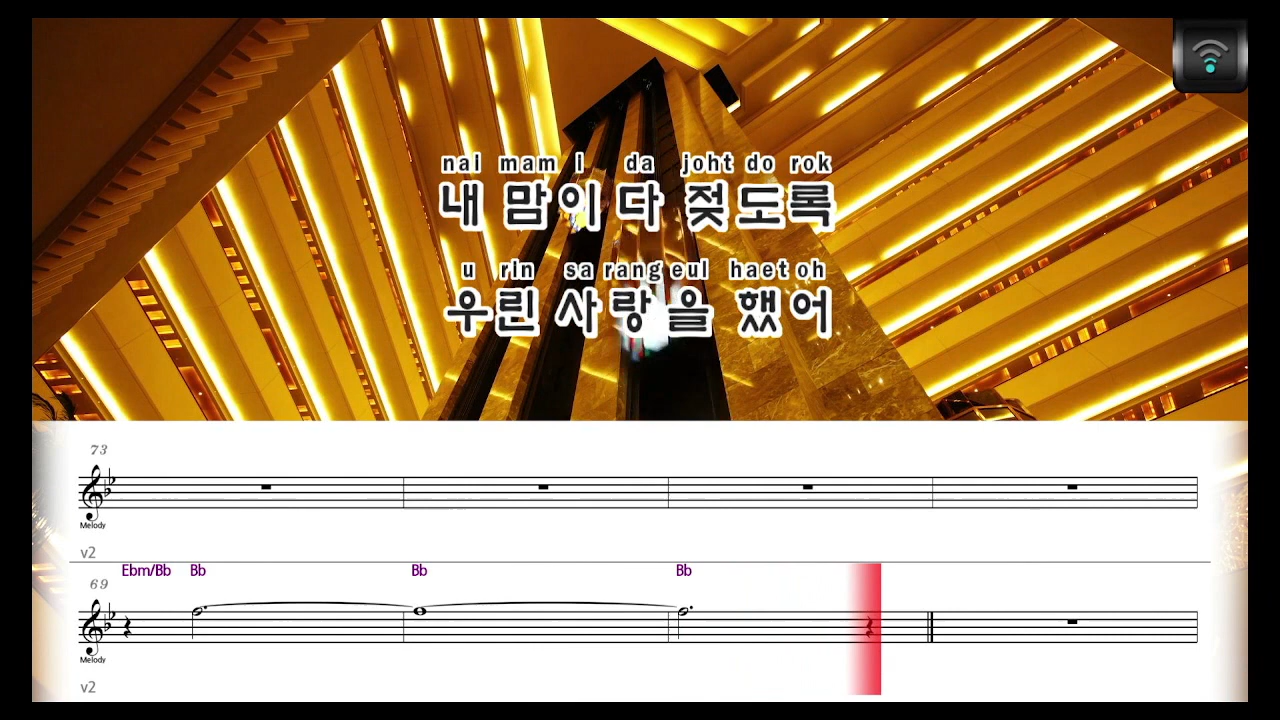 nai mam I da joht do rok
내 맘이 다 젖도록
u rin sa rang eul haet oh
우린 사랑을 했어
73
Melody
v2
Ebm/Bb Bb Bb Bb
69
Melody
v2